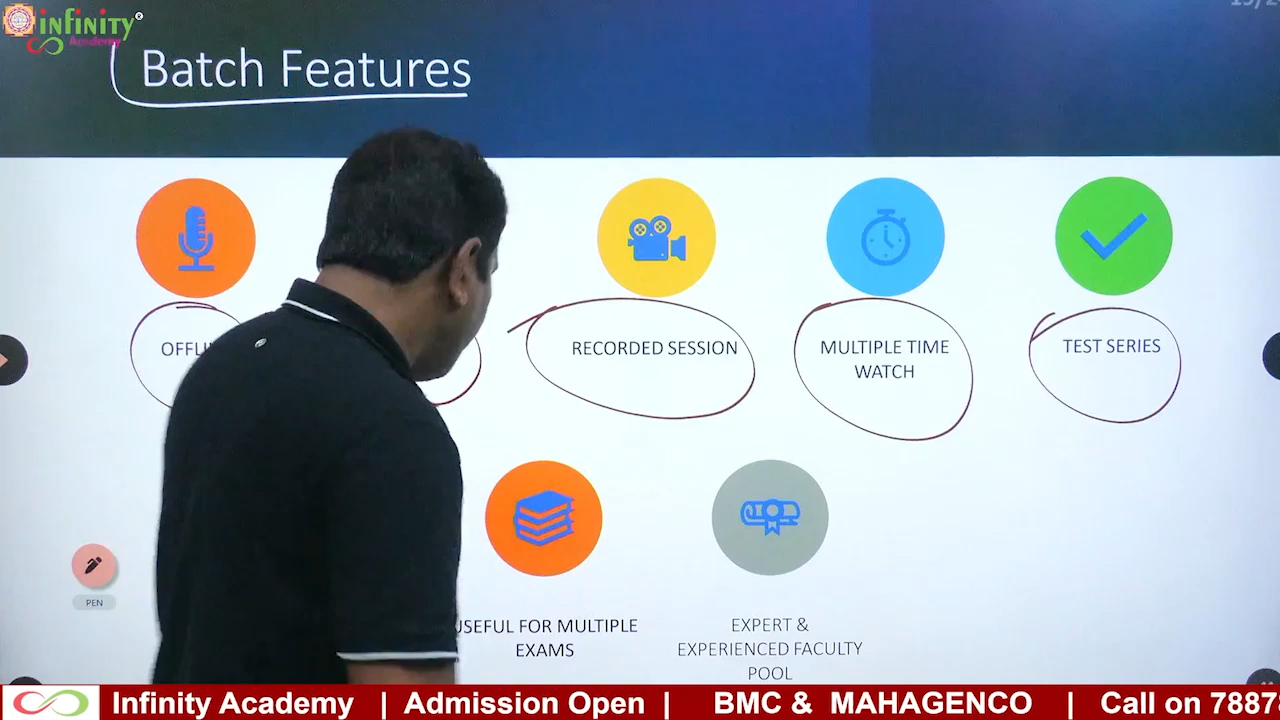 infinity
Academy
Batch Features
RECORDED SESSION
MULTIPLE TIME
WATCH
TEST SERIES
PEN
USEFUL FOR MULTIPLE
EXAMS
EXPERT &
EXPERIENCED FACULTY
POOL
Infinity Academy | Admission Open | BMC & MAHAGENCO | Call on